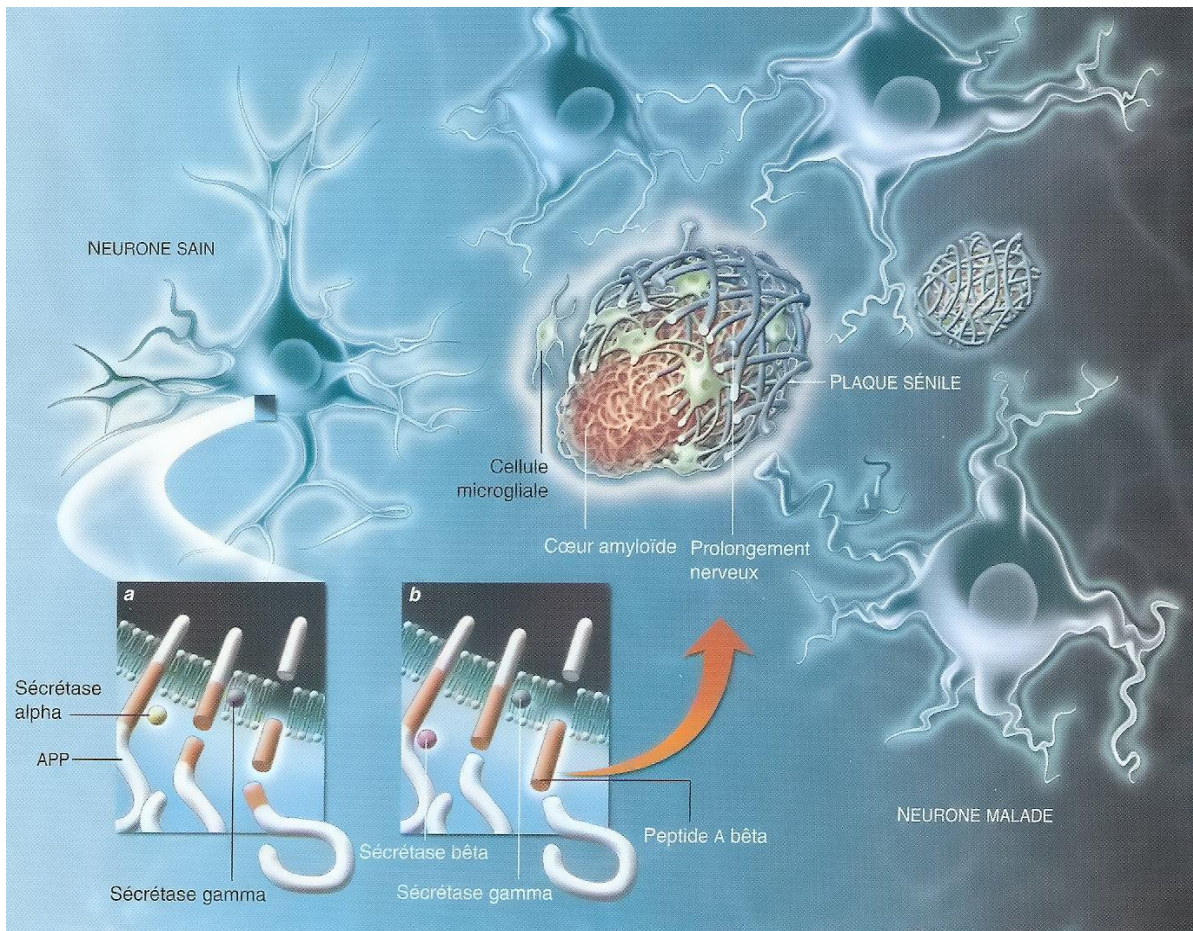 NEURONE SAIN
PLAQUE SÉNILE
Cellule
microgliale
Cœur amyloïde
Prolongement
nerveux
a
b
Sécrétase
alpha
APP
Sécrétase gamma
Sécrétase bêta
Sécrétase gamma
Peptide A bêta
NEURONE MALADE